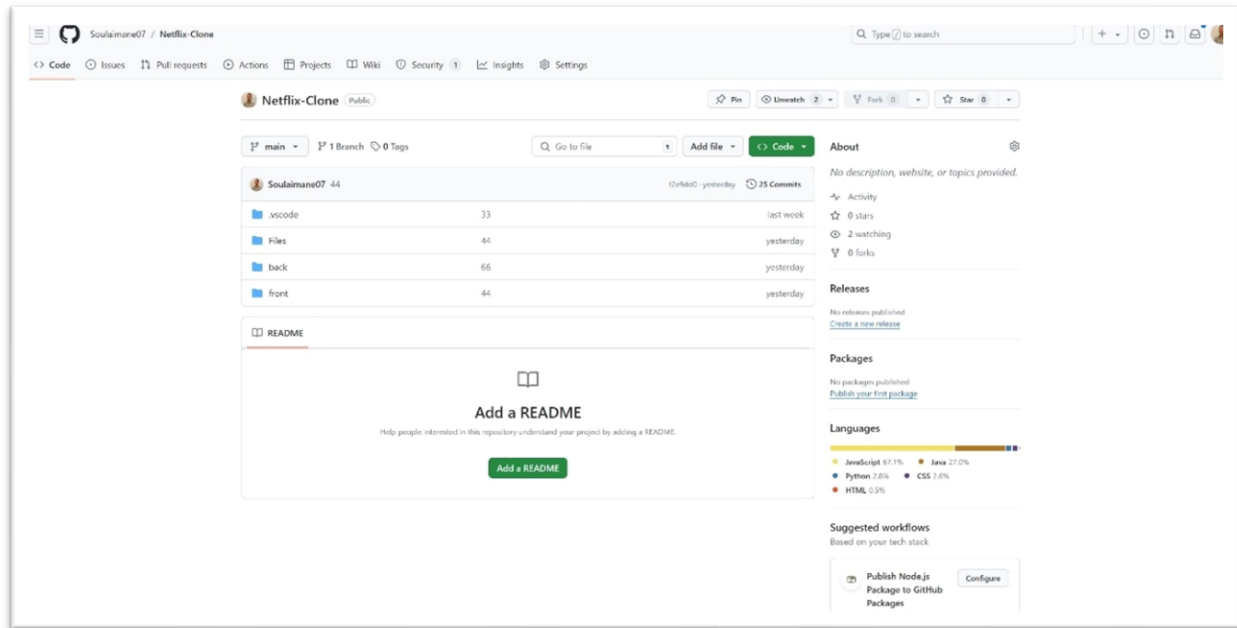 Soulaimane07 / Netflix-Clone
Type / to search
Code Issues Pull requests Actions Projects Wiki Security 1 Insights Settings
Netflix-Clone Public
Pin Unwatch 2 Fork 0 Star 0
main 1 Branch 0 Tags
Go to file t Add file Code
Soulaimane07 44
yesterday 25 Commits
.vscode 33 last week
Files 44 yesterday
back 66 yesterday
front 44 yesterday
README
Add a README
Help people interested in this repository understand your project by adding a README.
Add a README
About
No description, website, or topics provided.
Activity
0 stars
2 watching
0 forks
Releases
No releases published
Create a new release
Packages
No packages published
Publish your first package
Languages
JavaScript 67.1% Java 27.0%
Python 2.8% CSS 2.6%
HTML 0.5%
Suggested workflows
Based on your tech stack
Publish Node.js
Package to GitHub
Packages
Configure